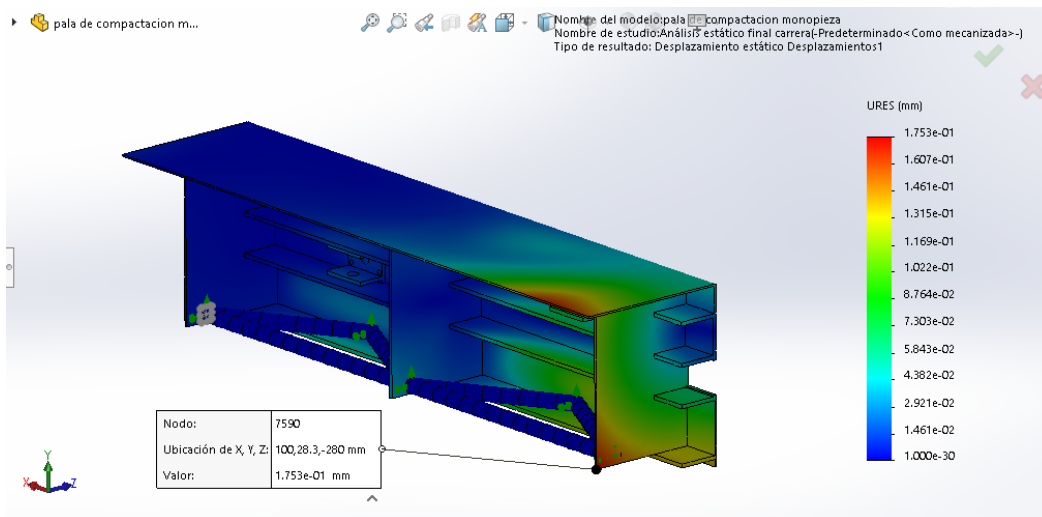 pala de compactacion m...
Nombre del modelo:pala de compactacion monopieza
Nombre de estudio:Análisis estático final carrera(-Predeterminado<Como mecanizada>-)
Tipo de resultado: Desplazamiento estático Desplazamientos1
URES (mm)
1.753e-01
1.607e-01
1.461e-01
1.315e-01
1.169e-01
1.022e-01
8.764e-02
7.303e-02
5.843e-02
4.382e-02
2.921e-02
1.461e-02
1.000e-30
Nodo: 7590
Ubicación de X, Y, Z: 100,28.3,-280 mm
Valor: 1.753e-01 mm
Y
X
Z